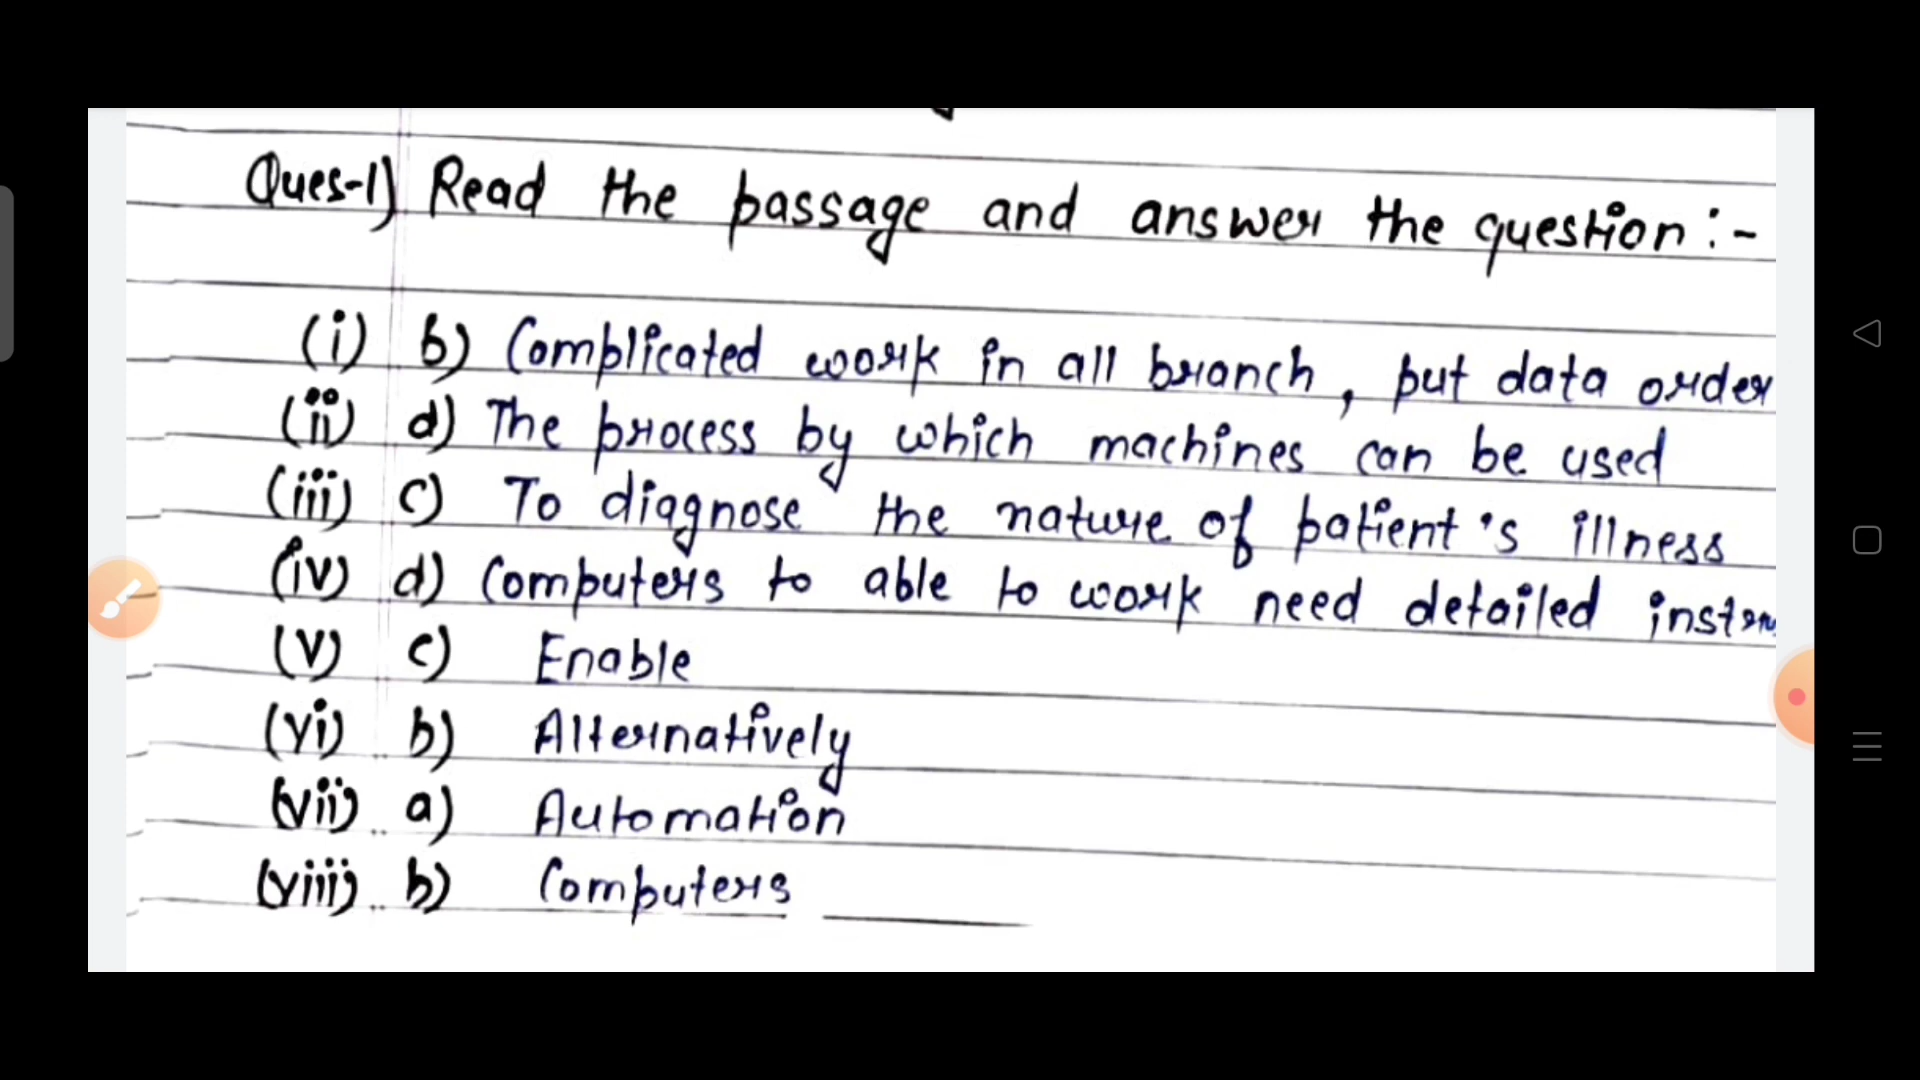 Ques-1) Read the passage and answer the question :-
(i) b) Complicated work in all branch, put data order
(ii) d) The process by which machines can be used
(iii) c) To diagnose the nature of patient's illness
(iv) d) Computers to able to work need detailed
(v) c) Enable
(vi) b) Alternatively
(vii) a) Automation
(viii) b) Computers